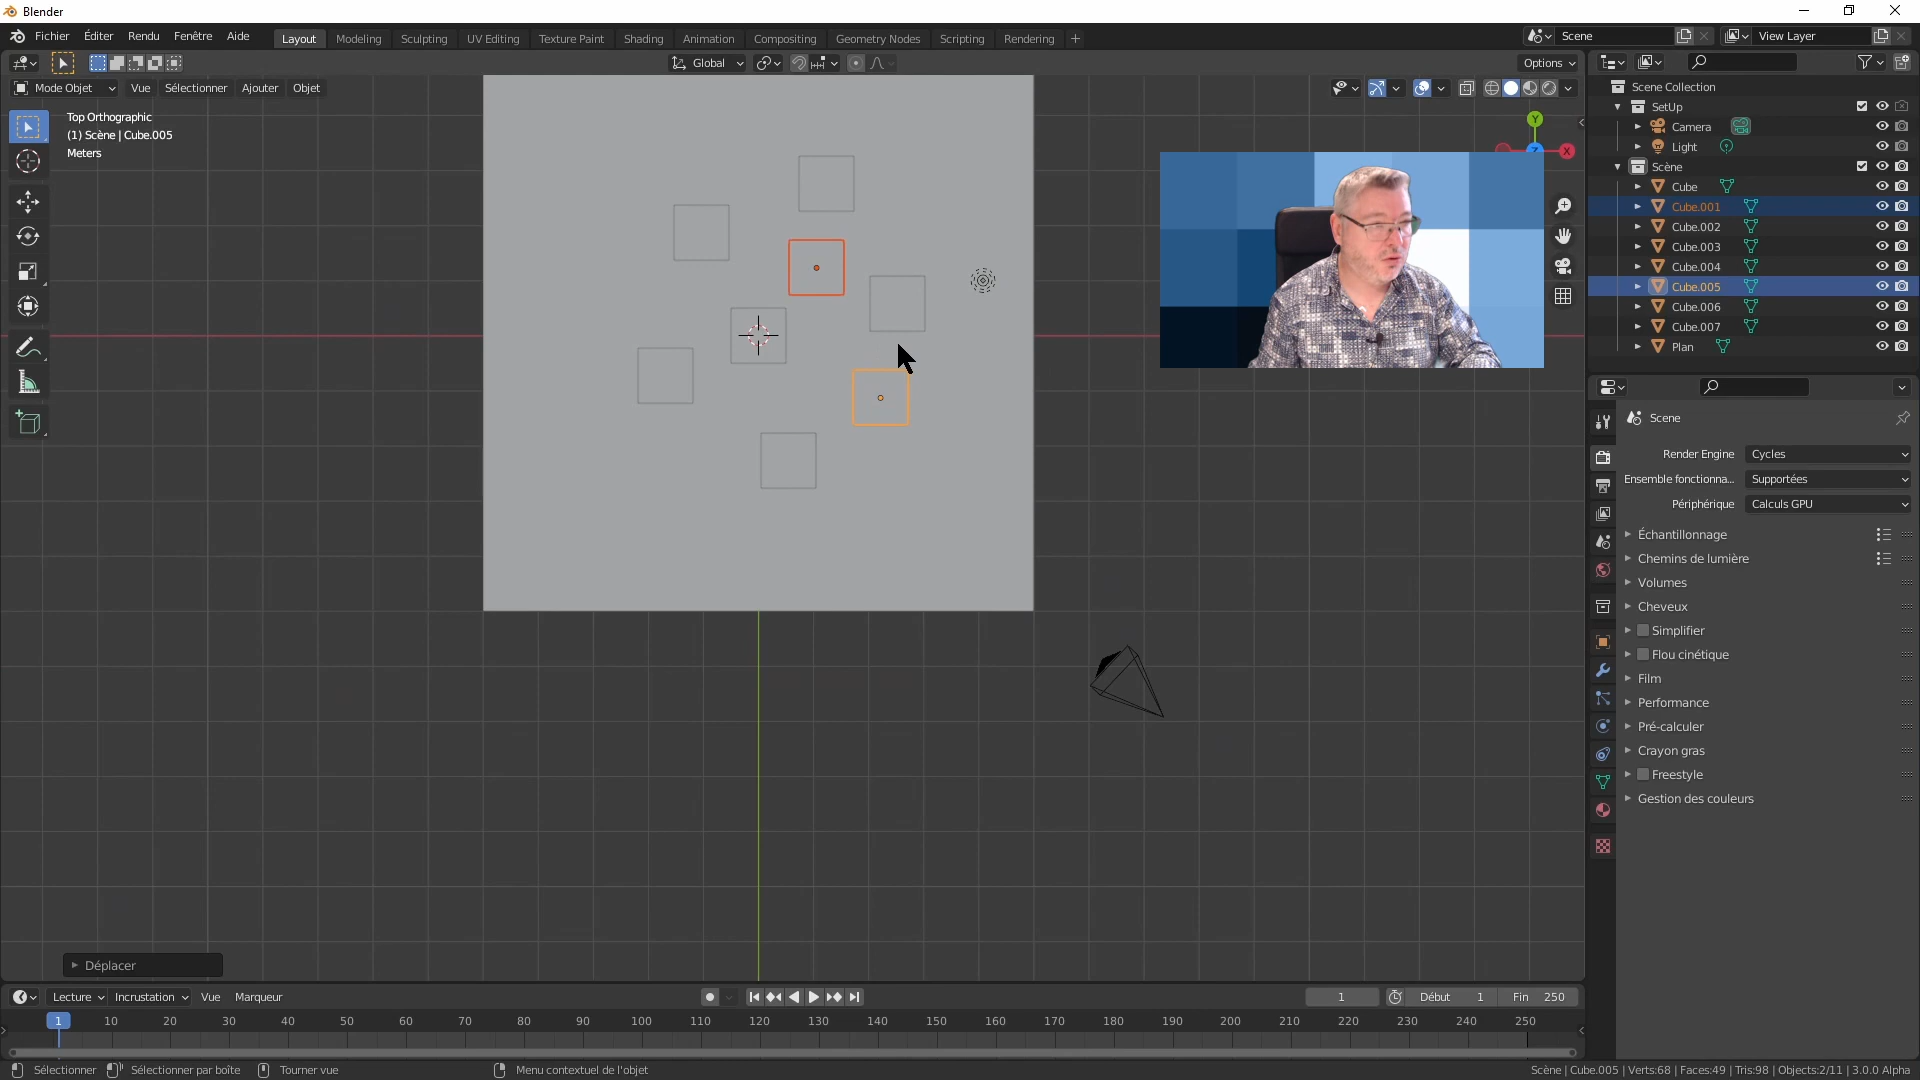 Blender
Fichier Éditer Rendu Fenêtre Aide Layout Modeling Sculpting UV Editing Texture Paint Shading Animation Compositing Geometry Nodes Scripting Rendering + Scene View Layer
Global Options
Mode Objet Vue Sélectionner Ajouter Objet
Top Orthographic
(1) Scène | Cube.005
Meters
Y
X
Z
Scene Collection
SetUp
Camera
Light
Scène
Cube
Cube.001
Cube.002
Cube.003
Cube.004
Cube.005
Cube.006
Cube.007
Plan
Scene
Render Engine Cycles
Ensemble fonctionna... Supportées
Périphérique Calculs GPU
Échantillonnage
Chemins de lumière
Volumes
Cheveux
Simplifier
Flou cinétique
Film
Performance
Pré-calculer
Crayon gras
Freestyle
Gestion des couleurs
Déplacer
Lecture Incrustation Vue Marqueur 1 Début 1 Fin 250
1 10 20 30 40 50 60 70 80 90 100 110 120 130 140 150 160 170 180 190 200 210 220 230 240 250
Sélectionner Sélectionner par boîte Tourner vue Menu contextuel de l'objet Scène | Cube.005 | Verts:68 | Faces:49 | Tris:98 | Objects:2/11 | 3.0.0 Alpha